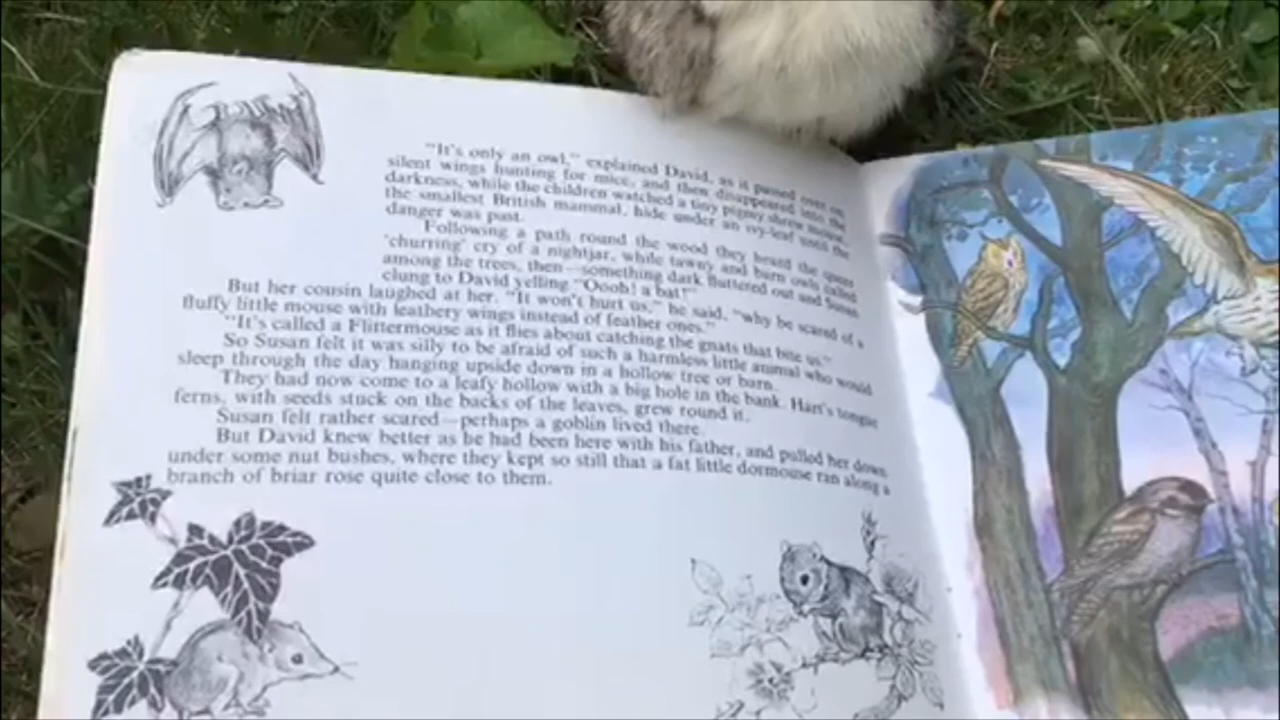 "It's only an owl," explained David, as it passed over on
silent wings hunting for mice, and then disappeared into the
darkness, while the children watched a tiny pigmy shrew mouse,
the smallest British mammal, hide under an ivy-leaf until the
danger was past.
Following a path round the wood they heard the queer
'churring' cry of a nightjar, while tawny and barn owls called
among the trees, then—something dark fluttered out and Susan
clung to David yelling "Oooh! a bat!"
But her cousin laughed at her. "It won't hurt us," he said, "why be scared of a
fluffy little mouse with leathery wings instead of feather ones."
"It's called a Flittermouse as it flies about catching the gnats that bite us."
So Susan felt it was silly to be afraid of such a harmless little animal who would
sleep through the day hanging upside down in a hollow tree or barn.
They had now come to a leafy hollow with a big hole in the bank. Hart's tongue
ferns, with seeds stuck on the backs of the leaves, grew round it.
Susan felt rather scared—perhaps a goblin lived there.
But David knew better as he had been here with his father, and pulled her down
under some nut bushes, where they kept so still that a fat little dormouse ran along a
branch of briar rose quite close to them.